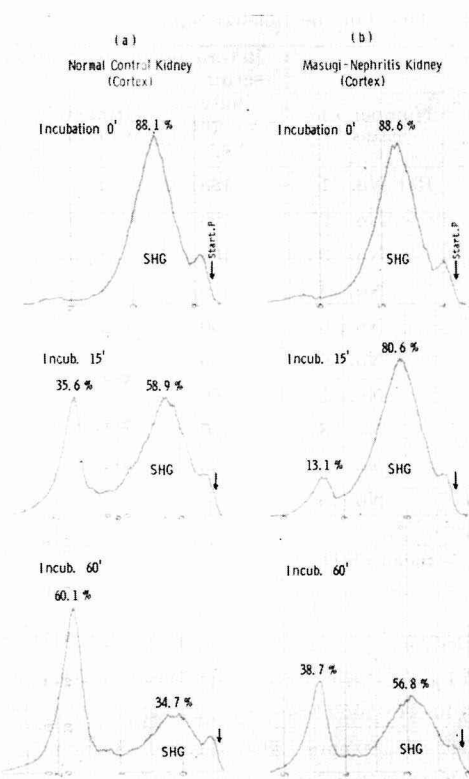 (a)
Normal Control Kidney
(Cortex)
Incubation 0'
88.1 %
SHG
Start.P
Incub. 15'
35.6 %
58.9 %
SHG
Incub. 60'
60.1 %
34.7 %
SHG
(b)
Masugi-Nephritis Kidney
(Cortex)
Incubation 0'
88.6 %
SHG
Start.P
Incub. 15'
80.6 %
13.1 %
SHG
Incub. 60'
38.7 %
56.8 %
SHG